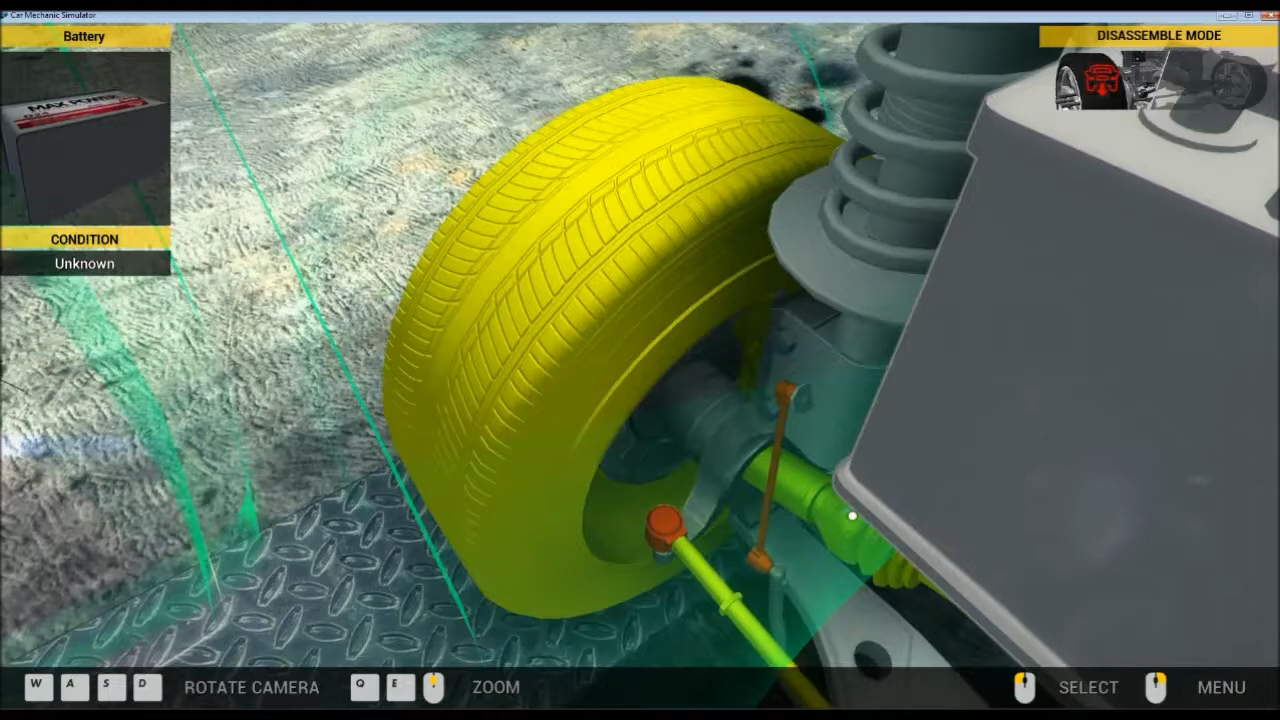 Car Mechanic Simulator
Battery
DISASSEMBLE MODE
MAX POWER
CONDITION
Unknown
W A S D ROTATE CAMERA Q E ZOOM SELECT MENU